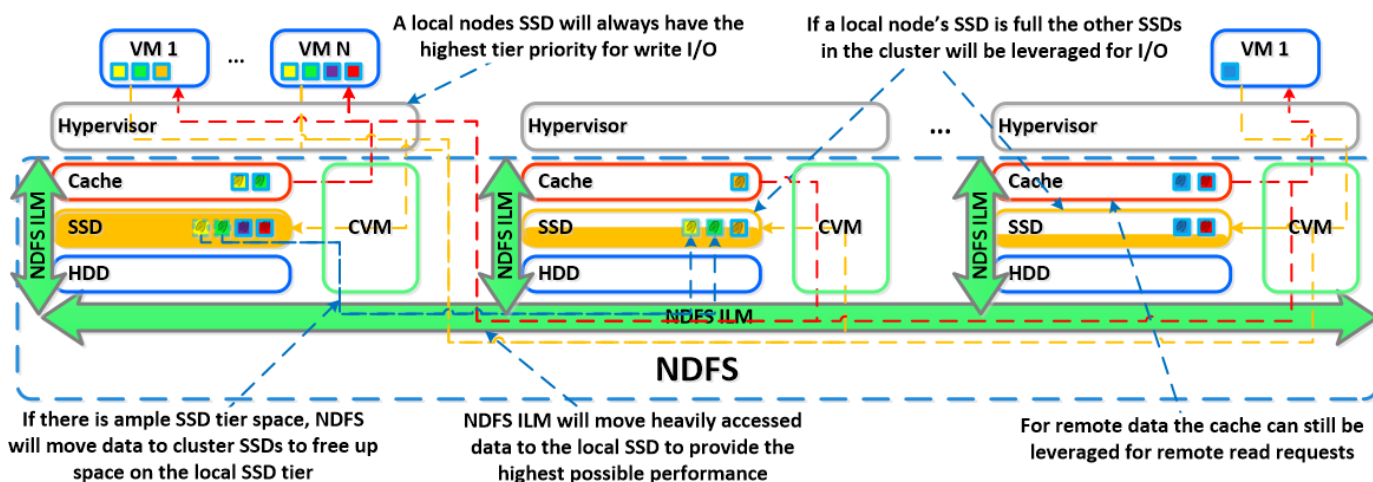 A local nodes SSD will always have the
highest tier priority for write I/O
If a local node's SSD is full the other SSDs
in the cluster will be leveraged for I/O
VM 1
...
VM N
VM 1
Hypervisor
Hypervisor
...
Hypervisor
NDFS ILM
Cache
SSD
HDD
CVM
NDFS ILM
Cache
SSD
HDD
CVM
NDFS ILM
Cache
SSD
HDD
CVM
NDFS ILM
NDFS
If there is ample SSD tier space, NDFS
will move data to cluster SSDs to free up
space on the local SSD tier
NDFS ILM will move heavily accessed
data to the local SSD to provide the
highest possible performance
For remote data the cache can still be
leveraged for remote read requests